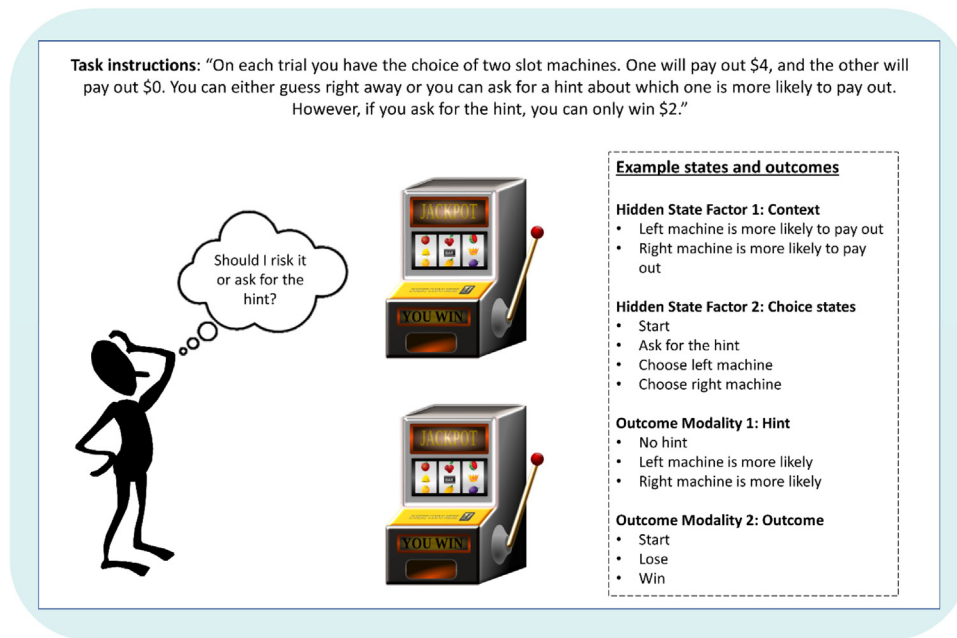 Task instructions: “On each trial you have the choice of two slot machines. One will pay out $4, and the other will
pay out $0. You can either guess right away or you can ask for a hint about which one is more likely to pay out.
However, if you ask for the hint, you can only win $2.”
Should I risk it
or ask for the
hint?
JACKPOT
BAR
YOU WIN
JACKPOT
BAR
YOU WIN
Example states and outcomes
Hidden State Factor 1: Context
• Left machine is more likely to pay out
• Right machine is more likely to pay
out
Hidden State Factor 2: Choice states
• Start
• Ask for the hint
• Choose left machine
• Choose right machine
Outcome Modality 1: Hint
• No hint
• Left machine is more likely
• Right machine is more likely
Outcome Modality 2: Outcome
• Start
• Lose
• Win